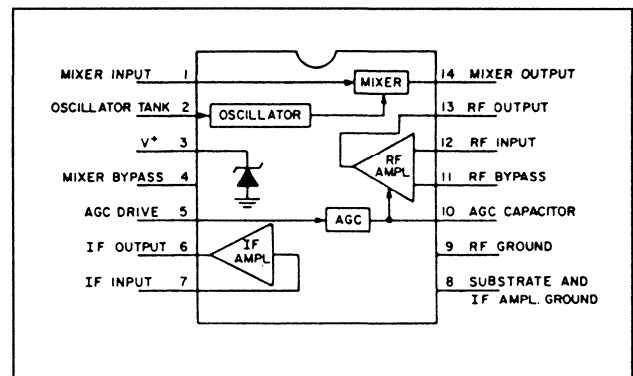 MIXER INPUT 1
OSCILLATOR TANK 2
V+ 3
MIXER BYPASS 4
AGC DRIVE 5
IF OUTPUT 6
IF INPUT 7
MIXER
OSCILLATOR
RF
AMPL
AGC
IF
AMPL
14 MIXER OUTPUT
13 RF OUTPUT
12 RF INPUT
11 RF BYPASS
10 AGC CAPACITOR
9 RF GROUND
8 SUBSTRATE AND
IF AMPL. GROUND